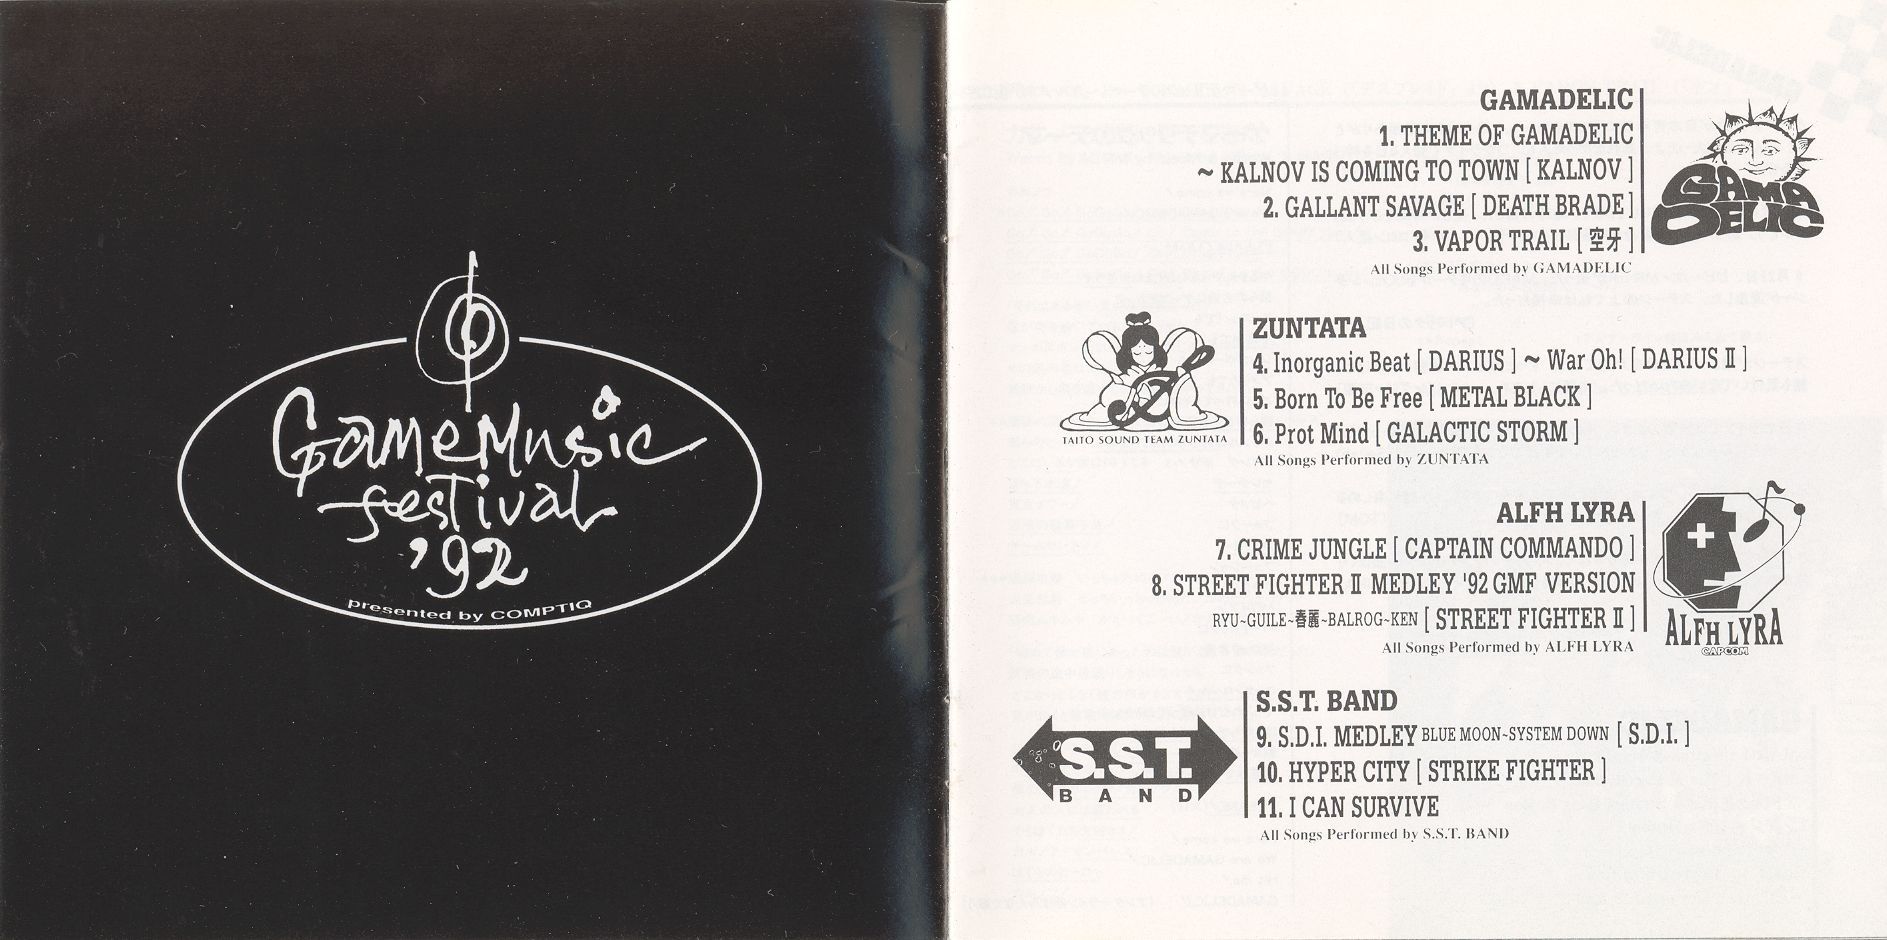 GameMusic
festival
'92
presented by COMPTIQ
GAMADELIC
1. THEME OF GAMADELIC
~ KALNOV IS COMING TO TOWN [ KALNOV ]
2. GALLANT SAVAGE [ DEATH BRADE ]
3. VAPOR TRAIL [ 空牙 ]
All Songs Performed by GAMADELIC
GAMA
DELIC
ZUNTATA
4. Inorganic Beat [ DARIUS ] ~ War Oh! [ DARIUS II ]
5. Born To Be Free [ METAL BLACK ]
6. Prot Mind [ GALACTIC STORM ]
All Songs Performed by ZUNTATA
TAITO SOUND TEAM ZUNTATA
ALFH LYRA
7. CRIME JUNGLE [ CAPTAIN COMMANDO ]
8. STREET FIGHTER II MEDLEY '92 GMF VERSION
RYU~GUILE~春麗~BALROG~KEN [ STREET FIGHTER II ]
All Songs Performed by ALFH LYRA
ALFH LYRA
CAPCOM
S.S.T. BAND
9. S.D.I. MEDLEY BLUE MOON~SYSTEM DOWN [ S.D.I. ]
10. HYPER CITY [ STRIKE FIGHTER ]
11. I CAN SURVIVE
All Songs Performed by S.S.T. BAND
S.S.T.
BAND